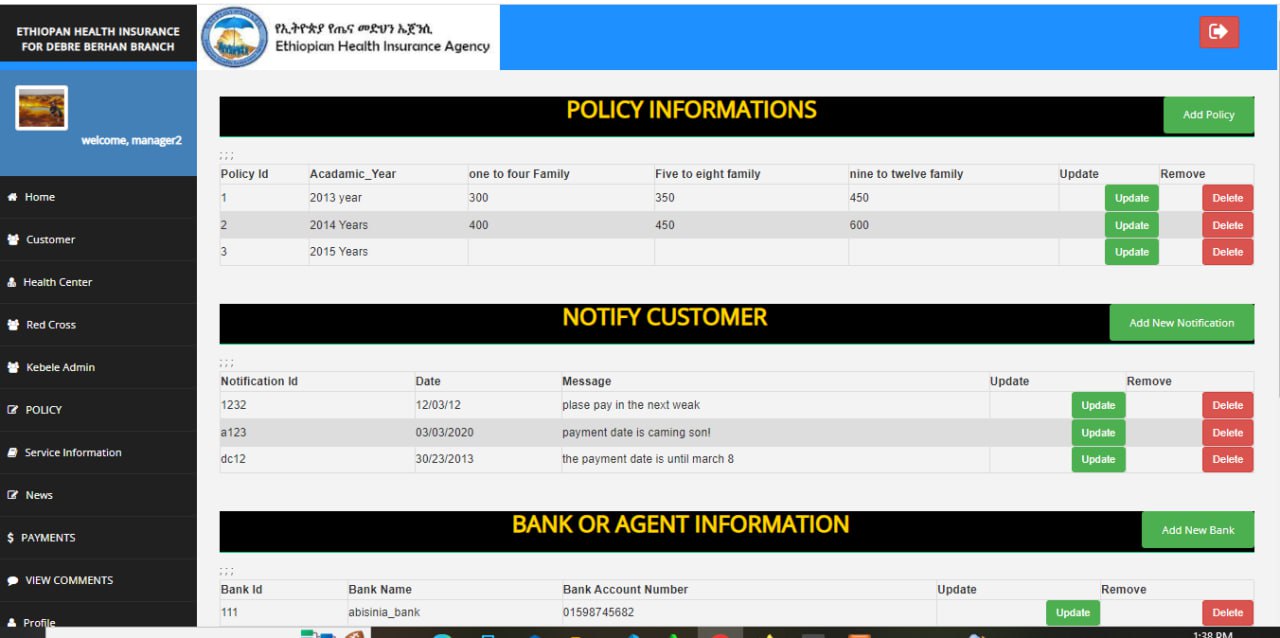 ETHIOPAN HEALTH INSURANCE
FOR DEBRE BERHAN BRANCH
የኢትዮጵያ የጤና መድህን ኤጀንሲ
Ethiopian Health Insurance Agency
welcome, manager2
Home
Customer
Health Center
Red Cross
Kebele Admin
POLICY
Service Information
News
$ PAYMENTS
VIEW COMMENTS
Profile
POLICY INFORMATIONS
Add Policy
; ; ;
Policy Id Acadamic_Year one to four Family Five to eight family nine to twelve family Update Remove
1 2013 year 300 350 450 Update Delete
2 2014 Years 400 450 600 Update Delete
3 2015 Years Update Delete
NOTIFY CUSTOMER
Add New Notification
; ; ;
Notification Id Date Message Update Remove
1232 12/03/12 plase pay in the next weak Update Delete
a123 03/03/2020 payment date is caming son! Update Delete
dc12 30/23/2013 the payment date is until march 8 Update Delete
BANK OR AGENT INFORMATION
Add New Bank
; ; ;
Bank Id Bank Name Bank Account Number Update Remove
111 abisinia_bank 01598745682 Update Delete
1:38 PM